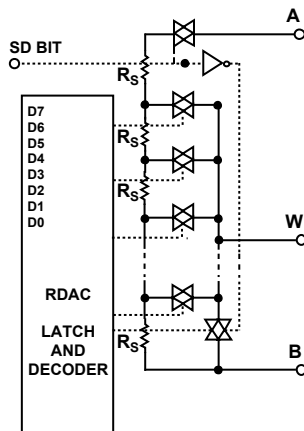 A
SD BIT
RS
D7
D6
D5
D4
D3
D2
D1
D0
RS
RS
W
RDAC
LATCH
AND
DECODER
RS
B